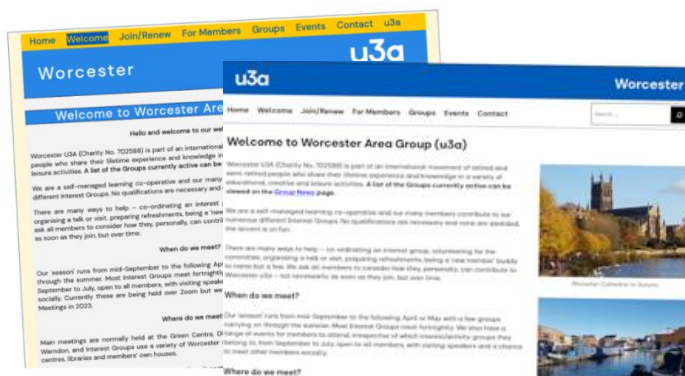 Home Welcome Join/Renew For Members Groups Events Contact u3a
u3a
Worcester
Welcome to Worcester Are
Hello and welcome to our wel
Worcester U3A (Charity No. 702588) is part of an international
people who share their lifetime experience and knowledge in
leisure activities. A list of the Groups currently active can be
We are a self-managed learning co-operative and our many
different Interest Groups. No qualifications are necessary and
There are many ways to help – co-ordinating an interest
organising a talk or visit, preparing refreshments, being a 'new
ask all members to consider how they, personally, can contri
as soon as they join, but over time.
When do we meet?
Our 'season' runs from mid-September to the following Ap
through the summer. Most Interest Groups meet fortnightly
September to July, open to all members, with visiting speake
socially. Currently these are being held over Zoom but we
Meetings in 2023.
Where do we meet
Main meetings are normally held at the Green Centre, Di
Warndon, and Interest Groups use a variety of Worcester
centres, libraries and members' own houses.
u3a
Worcester
Home Welcome Join/Renew For Members Groups Events Contact
Search ...
Welcome to Worcester Area Group (u3a)
Worcester U3A (Charity No. 702588) is part of an international movement of retired and
semi-retired people who share their lifetime experience and knowledge in a variety of
educational, creative and leisure activities. A list of the Groups currently active can be
viewed on the Group News page.
We are a self-managed learning co-operative and our many members contribute to our
numerous different Interest Groups. No qualifications are necessary and none are awarded,
the accent is on fun.
There are many ways to help – co-ordinating an interest group, volunteering for the
committee, organising a talk or visit, preparing refreshments, being a 'new member' buddy
to name but a few. We ask all members to consider how they, personally, can contribute to
Worcester u3a – not necessarily as soon as they join, but over time.
When do we meet?
Our 'season' runs from mid-September to the following April or May with a few groups
carrying on through the summer. Most Interest Groups meet fortnightly. We also have a
range of events for members to attend, irrespective of which interest/activity groups they
belong to, from September to July, open to all members, with visiting speakers and a chance
to meet other members socially.
Where do we meet?
Worcester Cathedral in Autumn